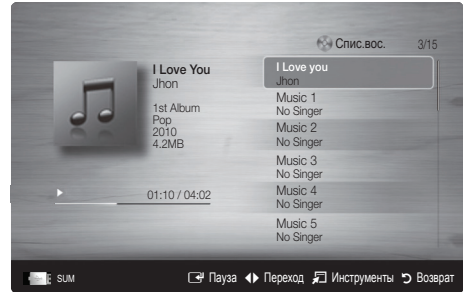 Спис.вос. 3/15
I Love You
Jhon
1st Album
Pop
2010
4.2MB
01:10 / 04:02
I Love you
Jhon
Music 1
No Singer
Music 2
No Singer
Music 3
No Singer
Music 4
No Singer
Music 5
No Singer
SUM Пауза Переход Инструменты Возврат